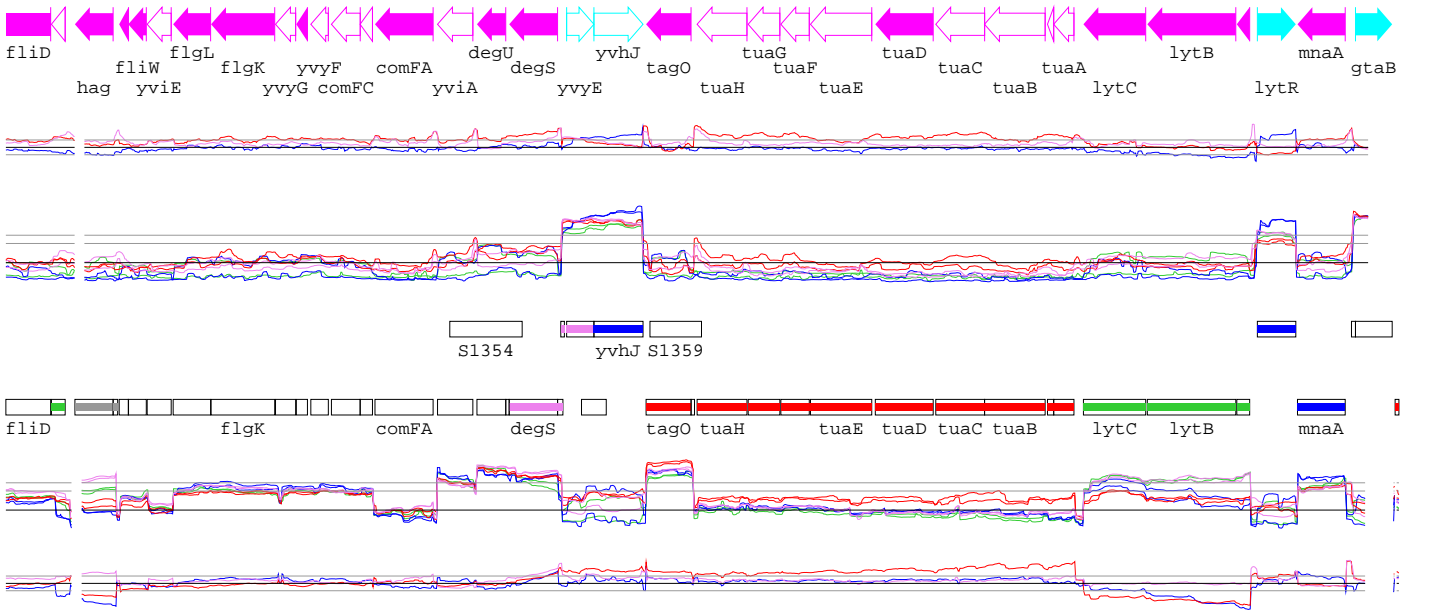 fliD flgL degU yvhJ tuaG tuaD tuaA lytB mnaA
fliW yvyF comFA degS tagO tuaF tuaC gtaB
hag yviE flgK yvyG comFC yviA yvyE tuaH tuaE tuaB lytC lytR
S1354 yvhJ S1359
fliD flgK comFA degS tagO tuaH tuaE tuaD tuaC tuaB lytC lytB mnaA